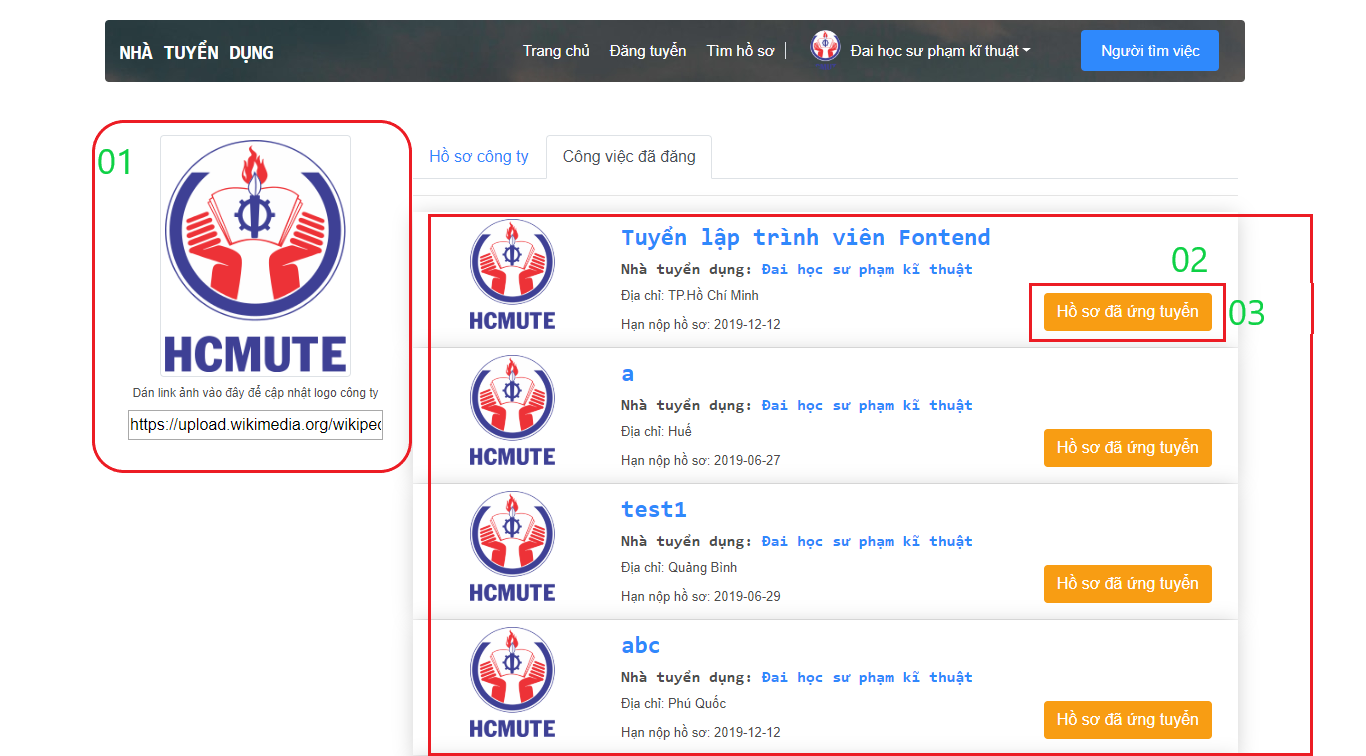 NHÀ TUYỂN DỤNG
Trang chủ Đăng tuyển Tìm hồ sơ | Đai học sư phạm kĩ thuật Người tìm việc
01
HCMUTE
Dán link ảnh vào đây để cập nhật logo công ty
https://upload.wikimedia.org/wikiped
Hồ sơ công ty Công việc đã đăng
HCMUTE
Tuyển lập trình viên Fontend
Nhà tuyển dụng: Đai học sư phạm kĩ thuật
Địa chỉ: TP.Hồ Chí Minh
Hạn nộp hồ sơ: 2019-12-12
02
Hồ sơ đã ứng tuyển
03
HCMUTE
a
Nhà tuyển dụng: Đai học sư phạm kĩ thuật
Địa chỉ: Huế
Hạn nộp hồ sơ: 2019-06-27
Hồ sơ đã ứng tuyển
HCMUTE
test1
Nhà tuyển dụng: Đai học sư phạm kĩ thuật
Địa chỉ: Quảng Bình
Hạn nộp hồ sơ: 2019-06-29
Hồ sơ đã ứng tuyển
HCMUTE
abc
Nhà tuyển dụng: Đai học sư phạm kĩ thuật
Địa chỉ: Phú Quốc
Hạn nộp hồ sơ: 2019-12-12
Hồ sơ đã ứng tuyển